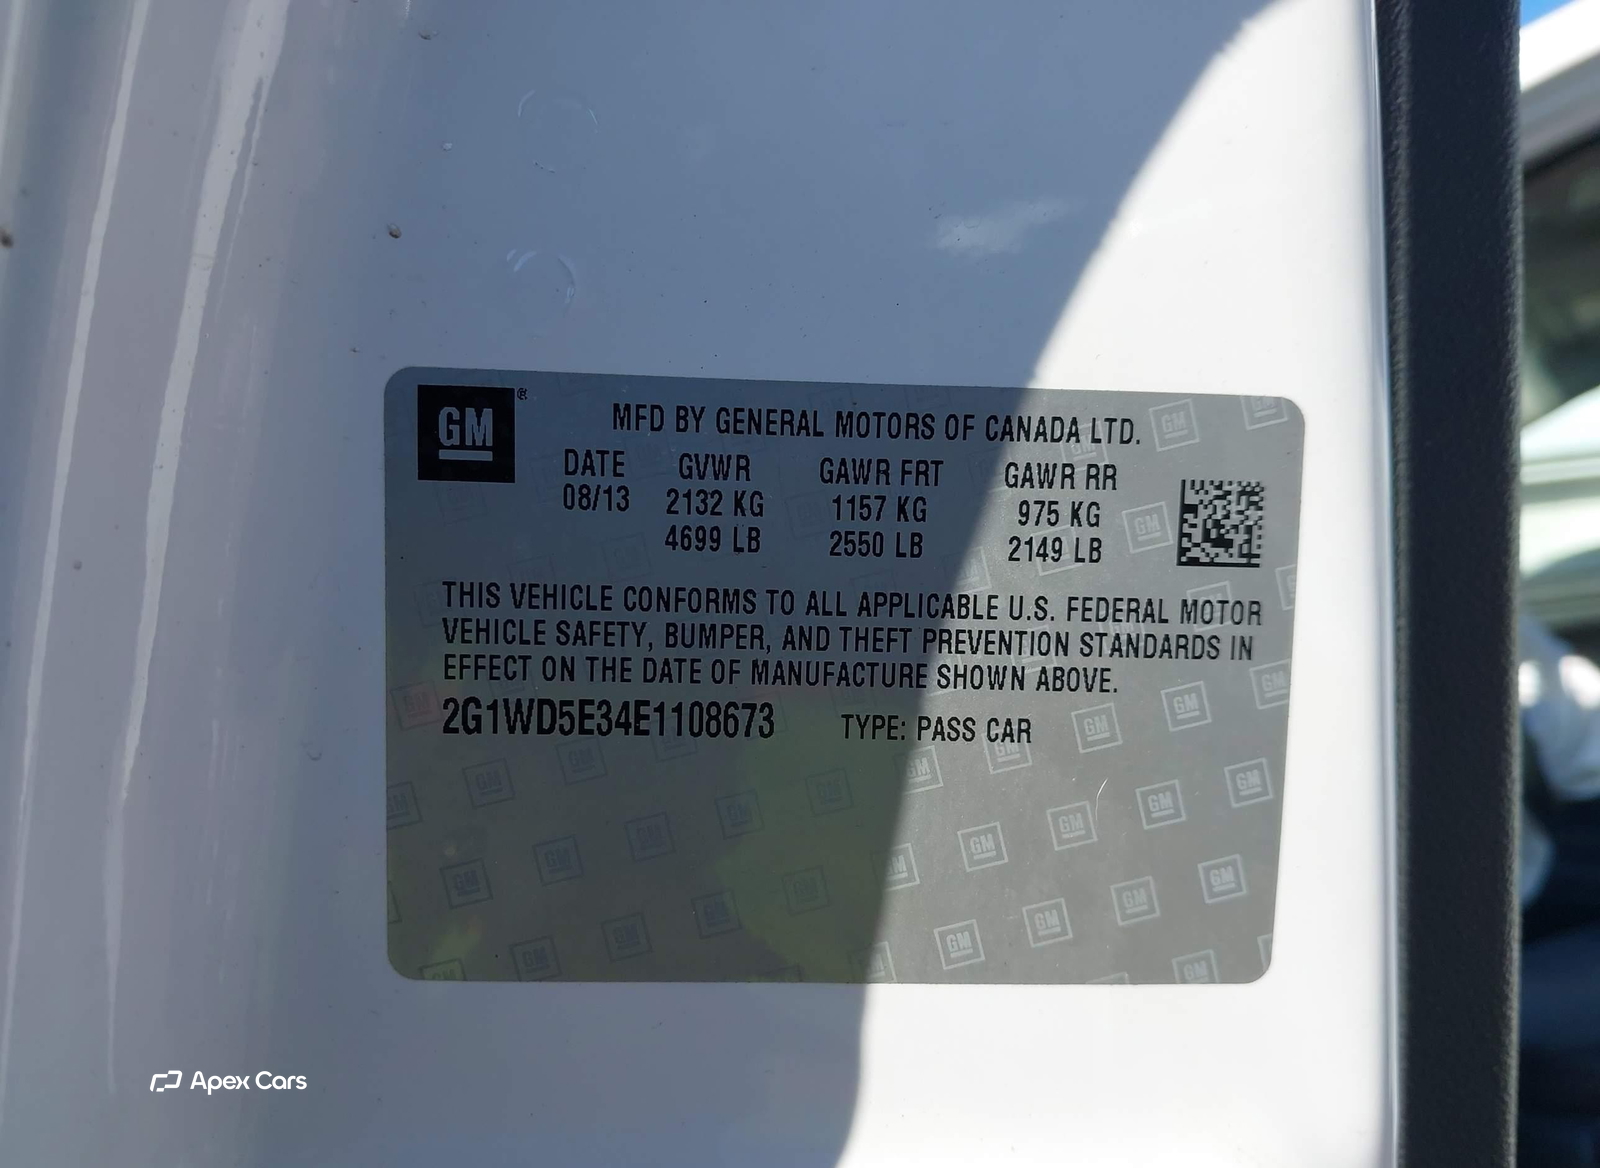 GM ®
MFD BY GENERAL MOTORS OF CANADA LTD.
DATE GVWR GAWR FRT GAWR RR
08/13 2132 KG 1157 KG 975 KG
4699 LB 2550 LB 2149 LB
THIS VEHICLE CONFORMS TO ALL APPLICABLE U.S. FEDERAL MOTOR
VEHICLE SAFETY, BUMPER, AND THEFT PREVENTION STANDARDS IN
EFFECT ON THE DATE OF MANUFACTURE SHOWN ABOVE.
2G1WD5E34E1108673 TYPE: PASS CAR
Apex Cars